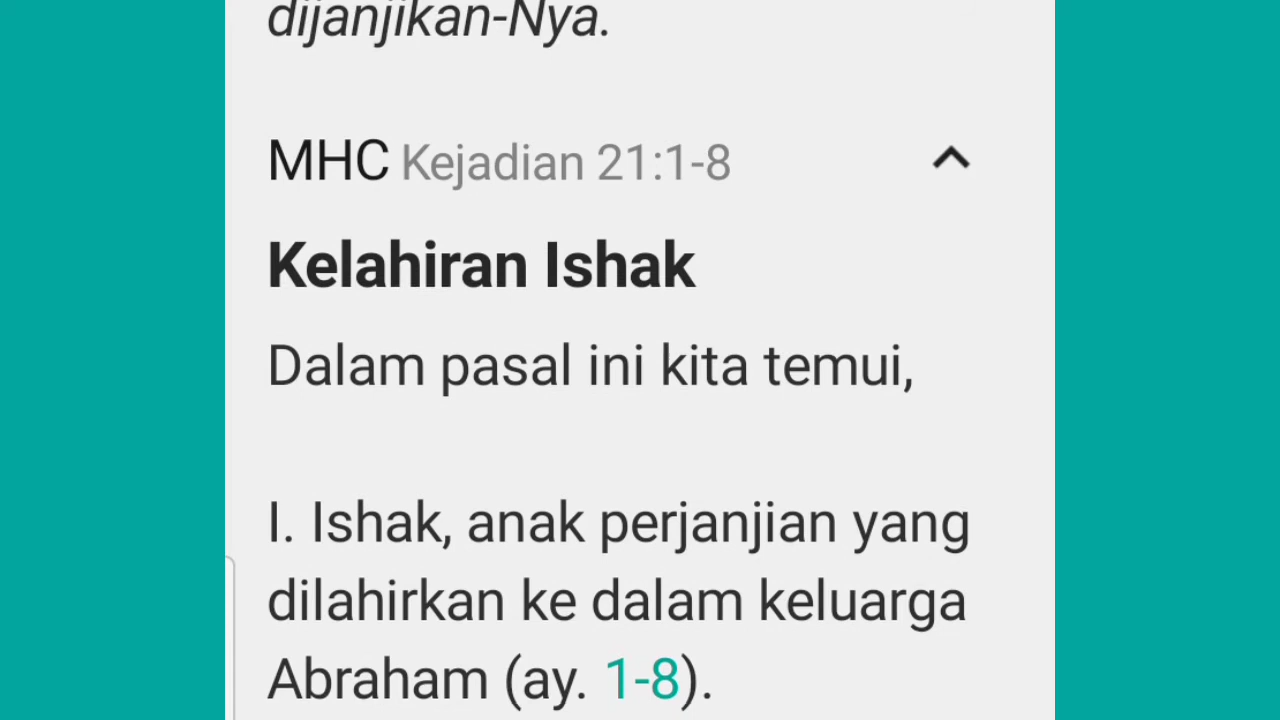 dijanjikan-Nya.
MHC Kejadian 21:1-8
Kelahiran Ishak
Dalam pasal ini kita temui,
I. Ishak, anak perjanjian yang
dilahirkan ke dalam keluarga
Abraham (ay. 1-8).